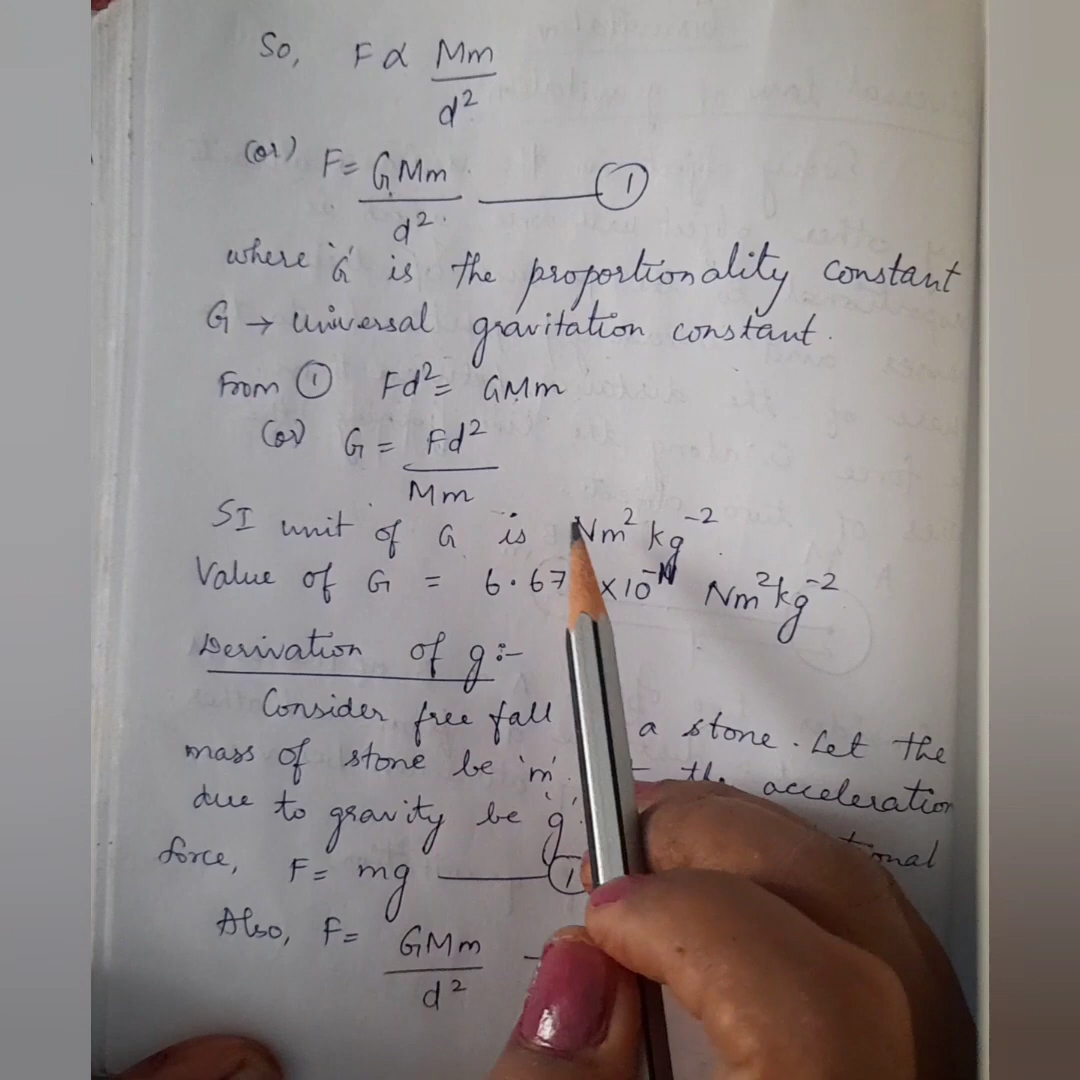 So, F ∝ Mm
d²
(or) F = GMm ——— ①
d²
where 'G' is the proportionality constant
G → Universal gravitation constant.
From ① Fd² = GMm
(or) G = Fd²
Mm
SI unit of G is Nm² kg⁻²
Value of G = 6.67 ×10⁻¹¹ Nm²kg⁻²
Derivation of g:-
Consider free fall a stone. Let the
mass of stone be 'm'. the acceleration
due to gravity be 'g'.
force, F = mg ——— ①
Also, F = GMm
d²